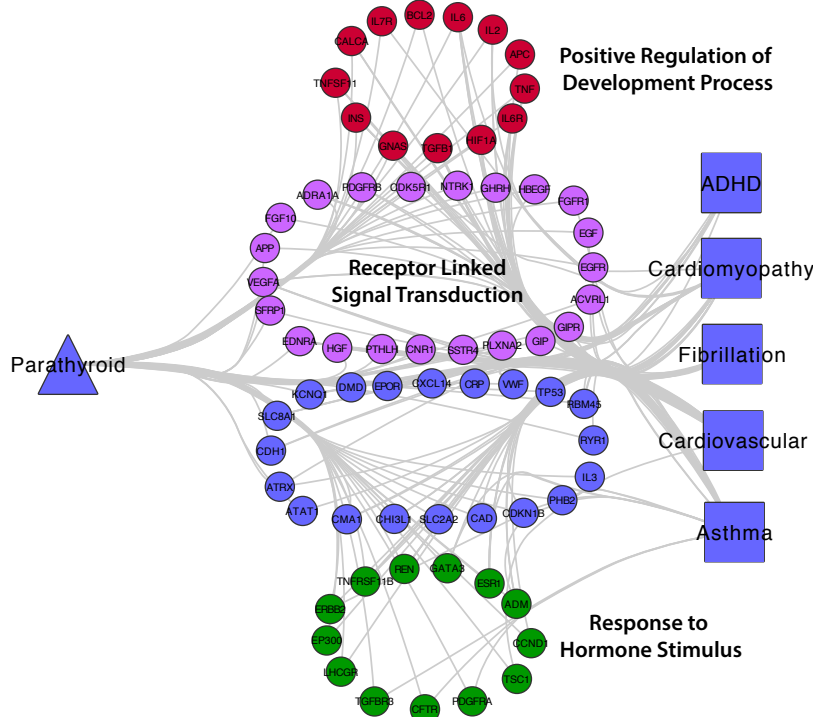 IL7R
BCL2
IL6
IL2
CALCA
APC
Positive Regulation of
Development Process
TNFSF11
TNF
INS
IL6R
GNAS
TGFB1
HIF1A
ADHD
ADRA1A
PDGFRB
CDK5R1
NTRK1
GHRH
HBEGF
FGFR1
FGF10
EGF
APP
Receptor Linked
Signal Transduction
EGFR
Cardiomyopathy
VEGFA
ACVRL1
SFRP1
GIPR
EDNRA
HGF
PTHLH
CNR1
SSTR4
PLXNA2
GIP
Fibrillation
Parathyroid
KCNQ1
DMD
EPOR
CXCL14
CRP
VWF
TP53
RBM45
SLC8A1
CDH1
RYR1
Cardiovascular
ATRX
IL3
ATAT1
CMA1
CHI3L1
SLC2A2
CAD
CDKN1B
PHB2
Asthma
TNFRSF11B
REN
GATA3
ESR1
ERBB2
ADM
Response to
Hormone Stimulus
EP300
CCND1
LHCGR
TSC1
TGFBR3
CFTR
PDGFRA